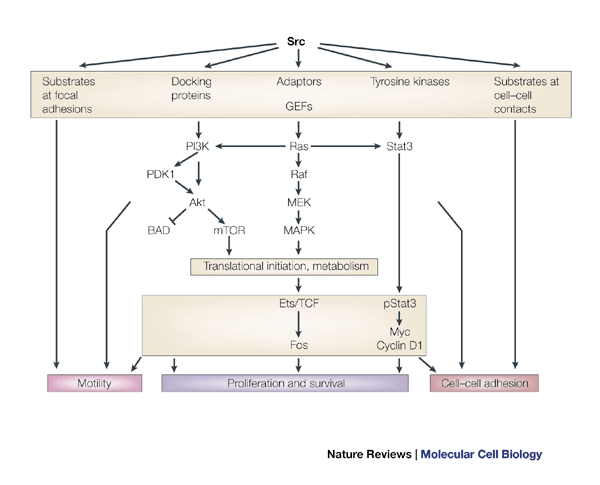 Src
Substrates
at focal
adhesions
Docking
proteins
Adaptors
GEFs
Tyrosine kinases
Substrates at
cell–cell
contacts
PI3K
Ras
Stat3
PDK1
Raf
Akt
MEK
BAD
mTOR
MAPK
Translational initiation, metabolism
Ets/TCF
pStat3
Fos
Myc
Cyclin D1
Motility
Proliferation and survival
Cell–cell adhesion
Nature Reviews | Molecular Cell Biology